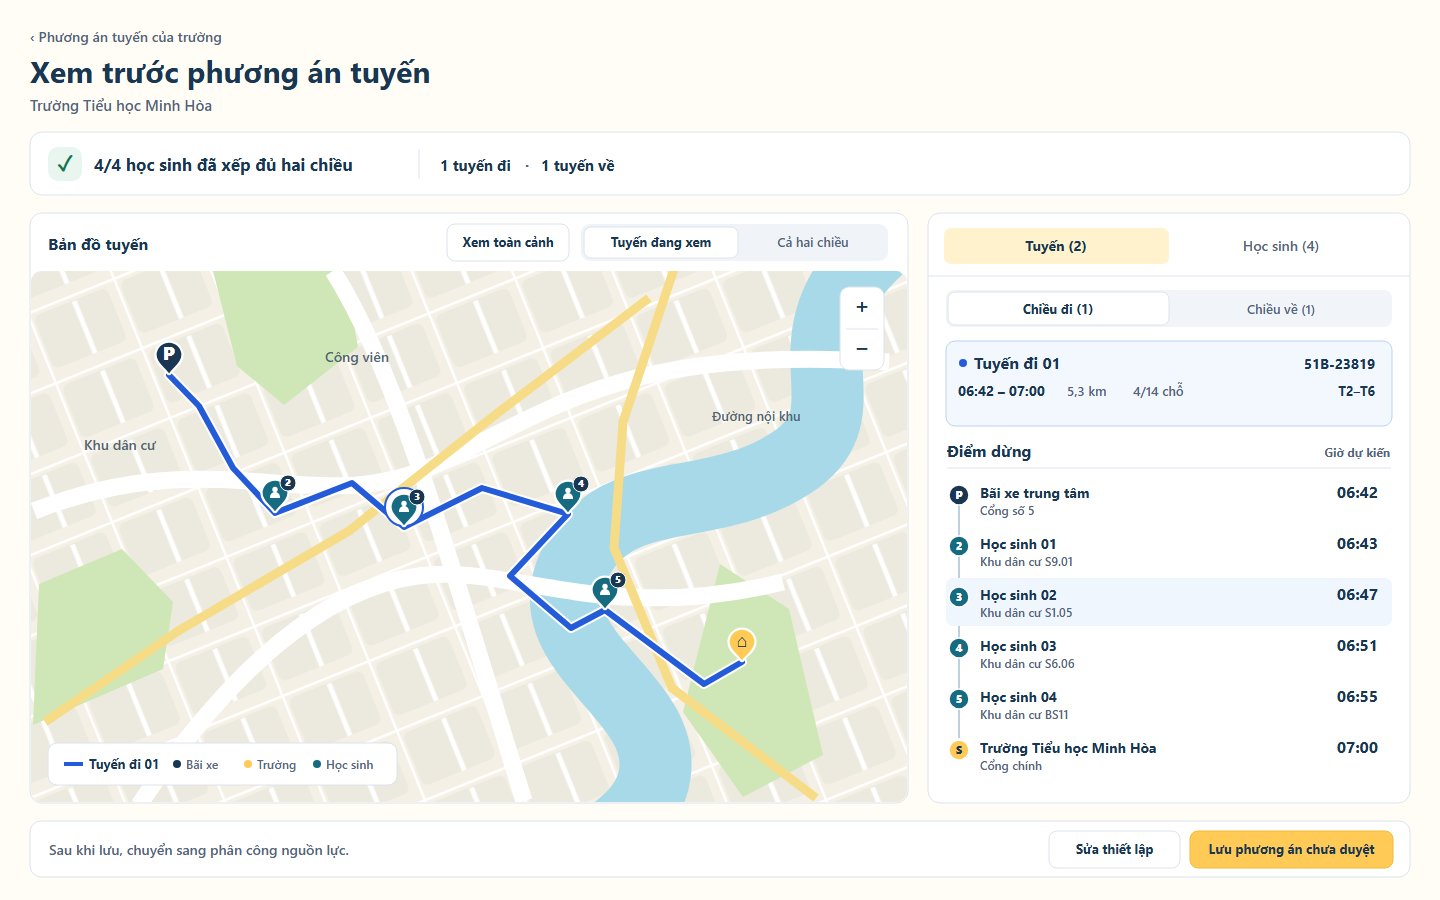 ‹ Phương án tuyến của trường
Xem trước phương án tuyến
Trường Tiểu học Minh Hòa
✓ 4/4 học sinh đã xếp đủ hai chiều
1 tuyến đi · 1 tuyến về
Bản đồ tuyến
Xem toàn cảnh
Tuyến đang xem
Cả hai chiều
+
−
P
Công viên
Đường nội khu
Khu dân cư
2
3
4
5
Tuyến đi 01
Bãi xe
Trường
Học sinh
Tuyến (2)
Học sinh (4)
Chiều đi (1)
Chiều về (1)
Tuyến đi 01 51B-23819
06:42 – 07:00 5,3 km 4/14 chỗ T2–T6
Điểm dừng Giờ dự kiến
P Bãi xe trung tâm 06:42
Cổng số 5
2 Học sinh 01 06:43
Khu dân cư S9.01
3 Học sinh 02 06:47
Khu dân cư S1.05
4 Học sinh 03 06:51
Khu dân cư S6.06
5 Học sinh 04 06:55
Khu dân cư BS11
S Trường Tiểu học Minh Hòa 07:00
Cổng chính
Sau khi lưu, chuyển sang phân công nguồn lực.
Sửa thiết lập
Lưu phương án chưa duyệt